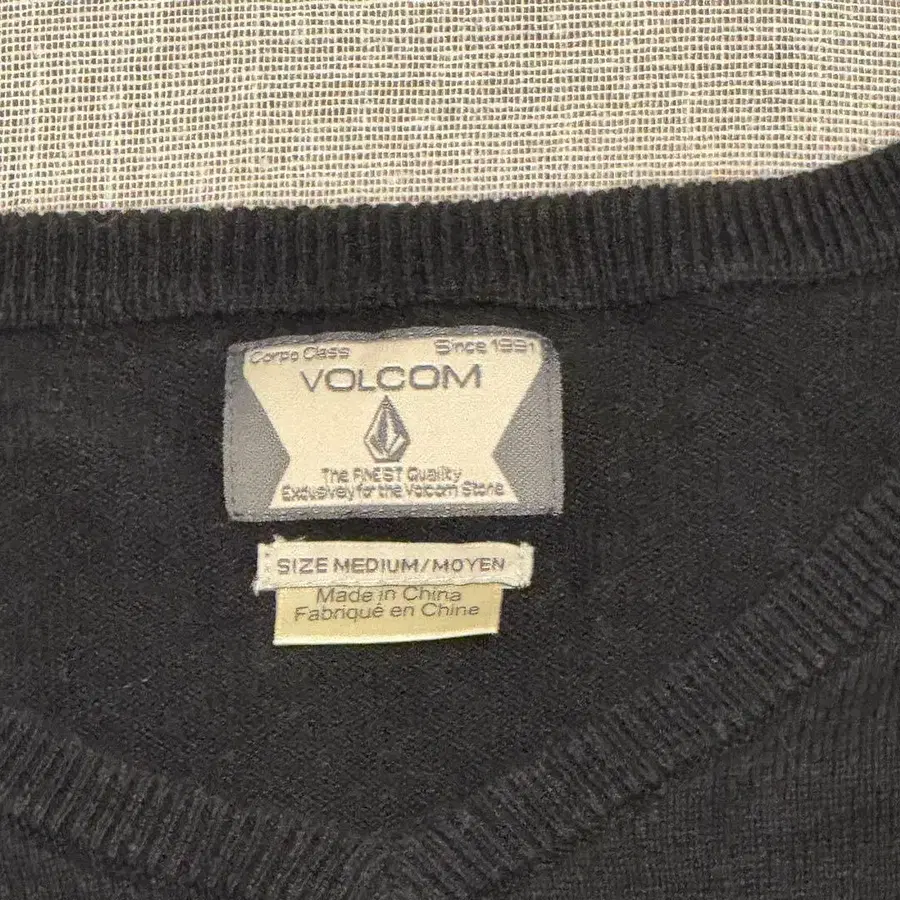 Corpo Class Since 1991
VOLCOM
The FINEST Quality
Exclusively for the Volcom Stone
SIZE MEDIUM/MOYEN
Made in China
Fabriqué en Chine